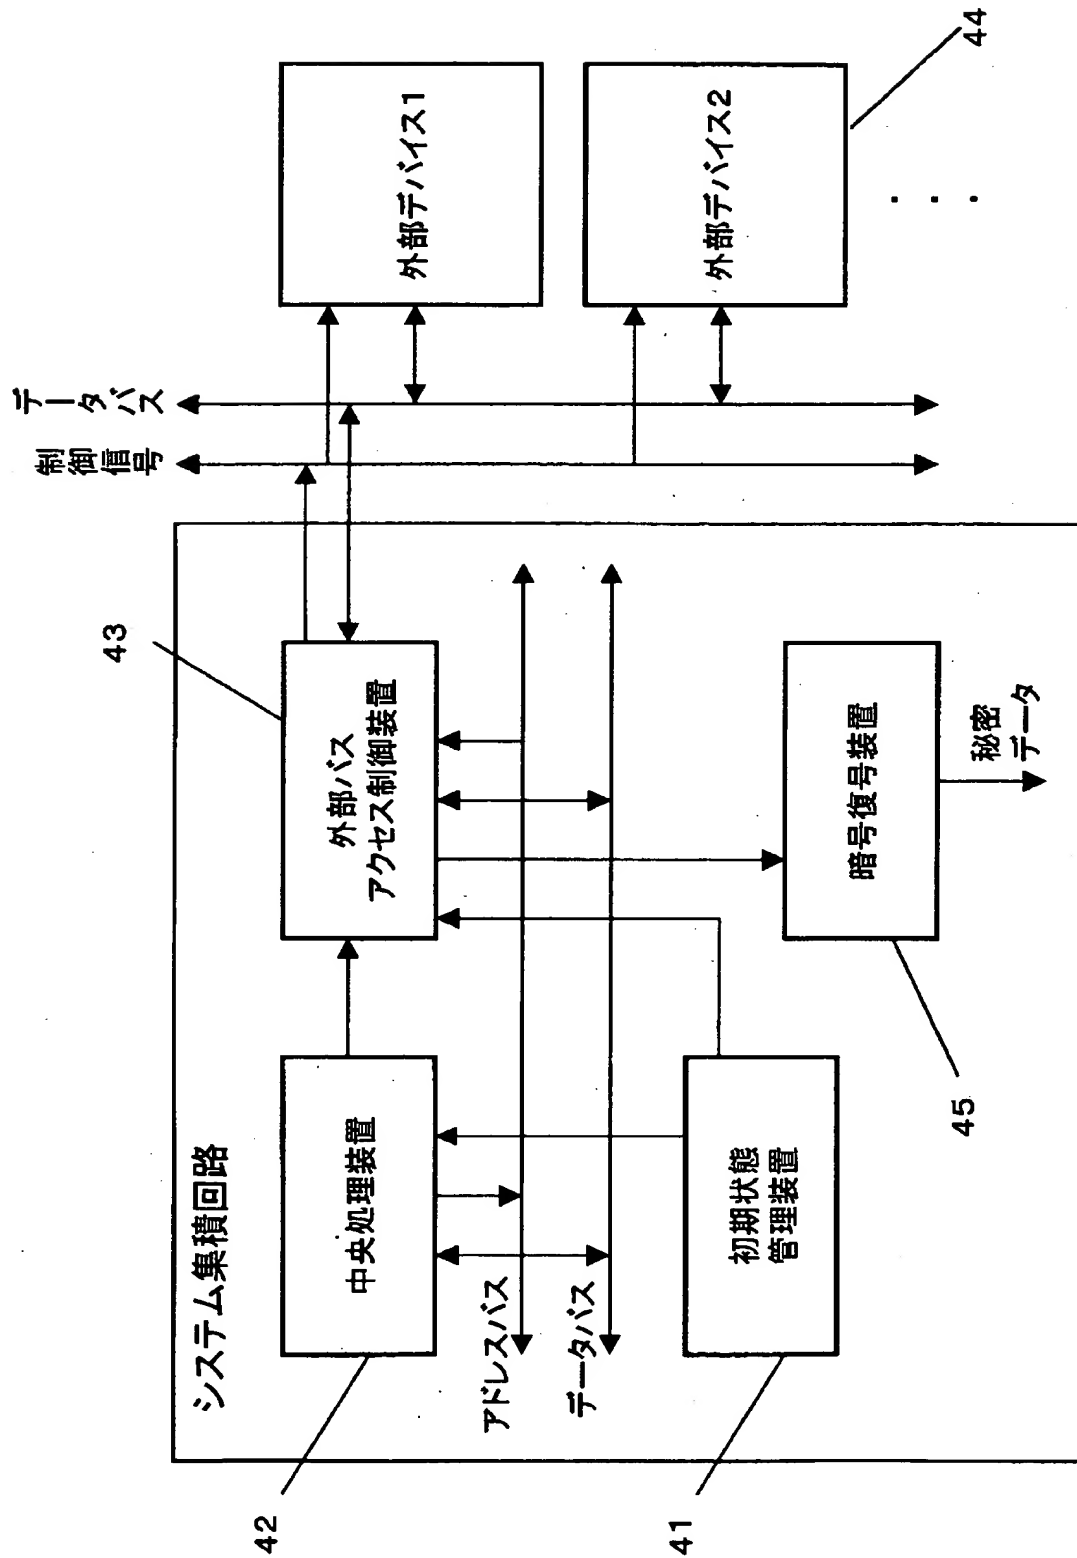 システム集積回路
42
中央処理装置
43
外部バス
アクセス制御装置
制御信号
データバス
外部デバイス1
外部デバイス2
44
アドレスバス
データバス
41
初期状態
管理装置
45
暗号復号装置
秘密
データ